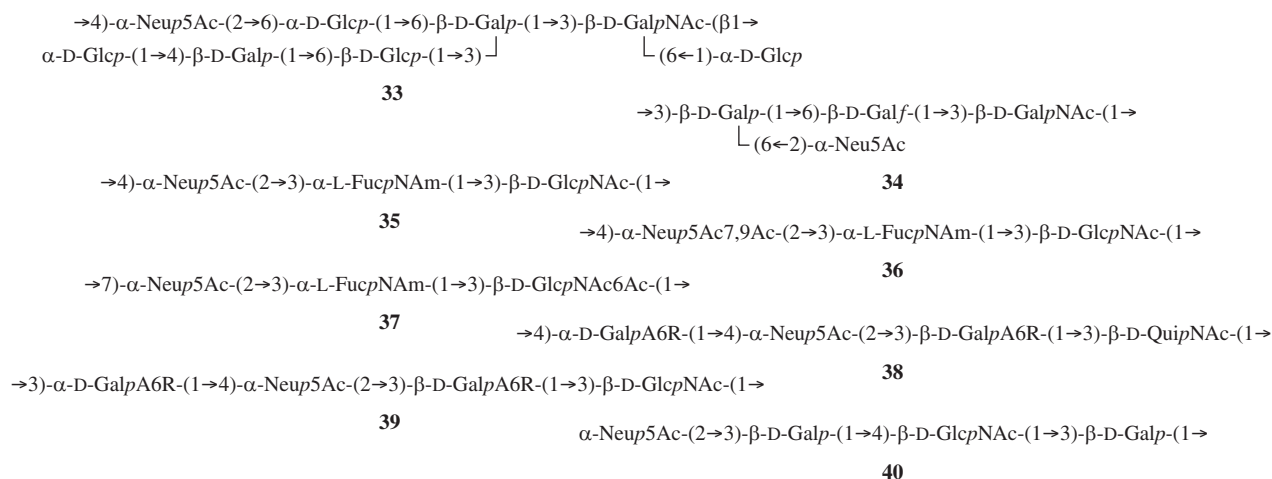 →4)-α-Neup5Ac-(2→6)-α-D-Glcp-(1→6)-β-D-Galp-(1→3)-β-D-GalpNAc-(β1→
α-D-Glcp-(1→4)-β-D-Galp-(1→6)-β-D-Glcp-(1→3) (6←1)-α-D-Glcp
33
→3)-β-D-Galp-(1→6)-β-D-Galf-(1→3)-β-D-GalpNAc-(1→
(6←2)-α-Neu5Ac
→4)-α-Neup5Ac-(2→3)-α-L-FucpNAm-(1→3)-β-D-GlcpNAc-(1→ 34
35
→4)-α-Neup5Ac7,9Ac-(2→3)-α-L-FucpNAm-(1→3)-β-D-GlcpNAc-(1→
36
→7)-α-Neup5Ac-(2→3)-α-L-FucpNAm-(1→3)-β-D-GlcpNAc6Ac-(1→
37
→4)-α-D-GalpA6R-(1→4)-α-Neup5Ac-(2→3)-β-D-GalpA6R-(1→3)-β-D-QuipNAc-(1→
38
→3)-α-D-GalpA6R-(1→4)-α-Neup5Ac-(2→3)-β-D-GalpA6R-(1→3)-β-D-GlcpNAc-(1→
39
α-Neup5Ac-(2→3)-β-D-Galp-(1→4)-β-D-GlcpNAc-(1→3)-β-D-Galp-(1→
40